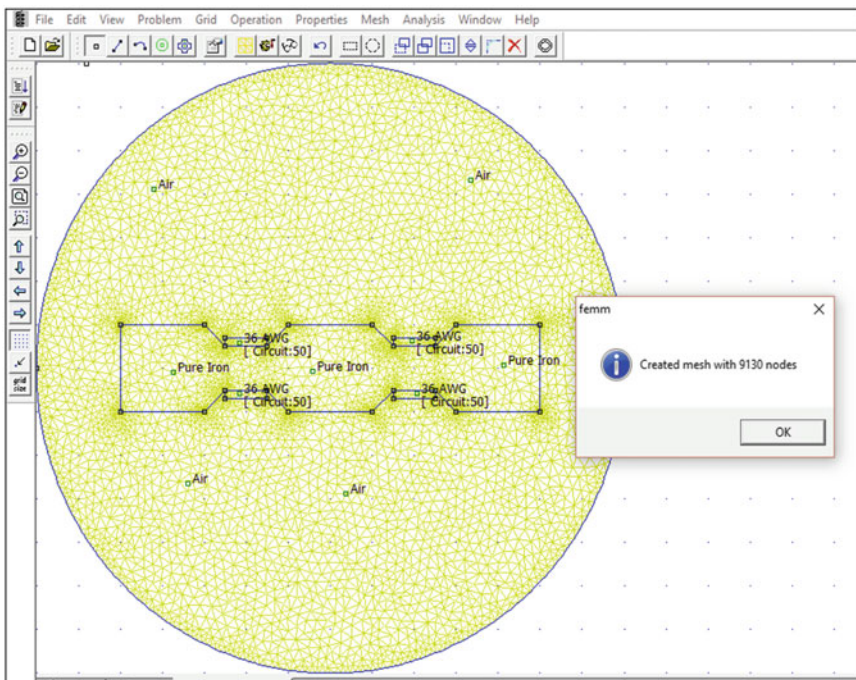 File Edit View Problem Grid Operation Properties Mesh Analysis Window Help
grid size
Air
Air
36 AWG
[ Circuit:50]
36 AWG
[ Circuit:50]
Pure Iron
Pure Iron
Pure Iron
36 AWG
[ Circuit:50]
36 AWG
[ Circuit:50]
Air
Air
femm
Created mesh with 9130 nodes
OK